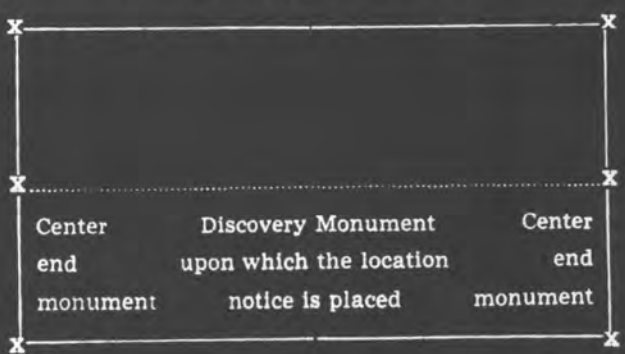 X X
X X
Center Discovery Monument Center
end upon which the location end
monument notice is placed monument
X X